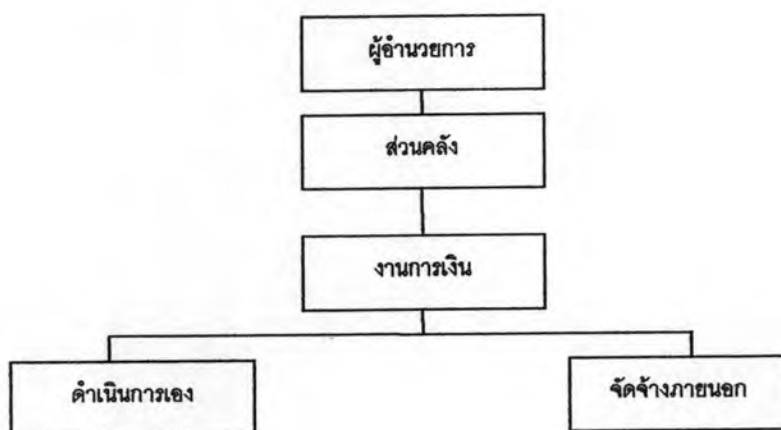 ผู้อำนวยการ
ส่วนคลัง
งานการเงิน
ดำเนินการเอง
จัดจ้างภายนอก